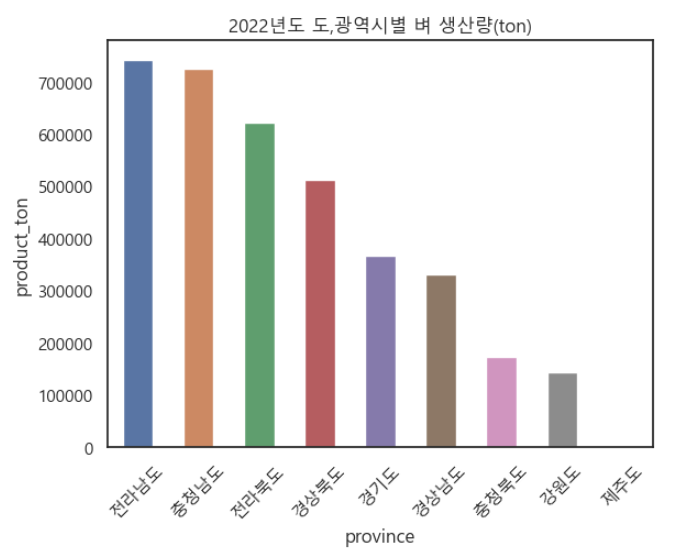 2022년도 도,광역시별 벼 생산량(ton)
product_ton
700000
600000
500000
400000
300000
200000
100000
0
전라남도
충청남도
전라북도
경상북도
경기도
경상남도
충청북도
강원도
제주도
province